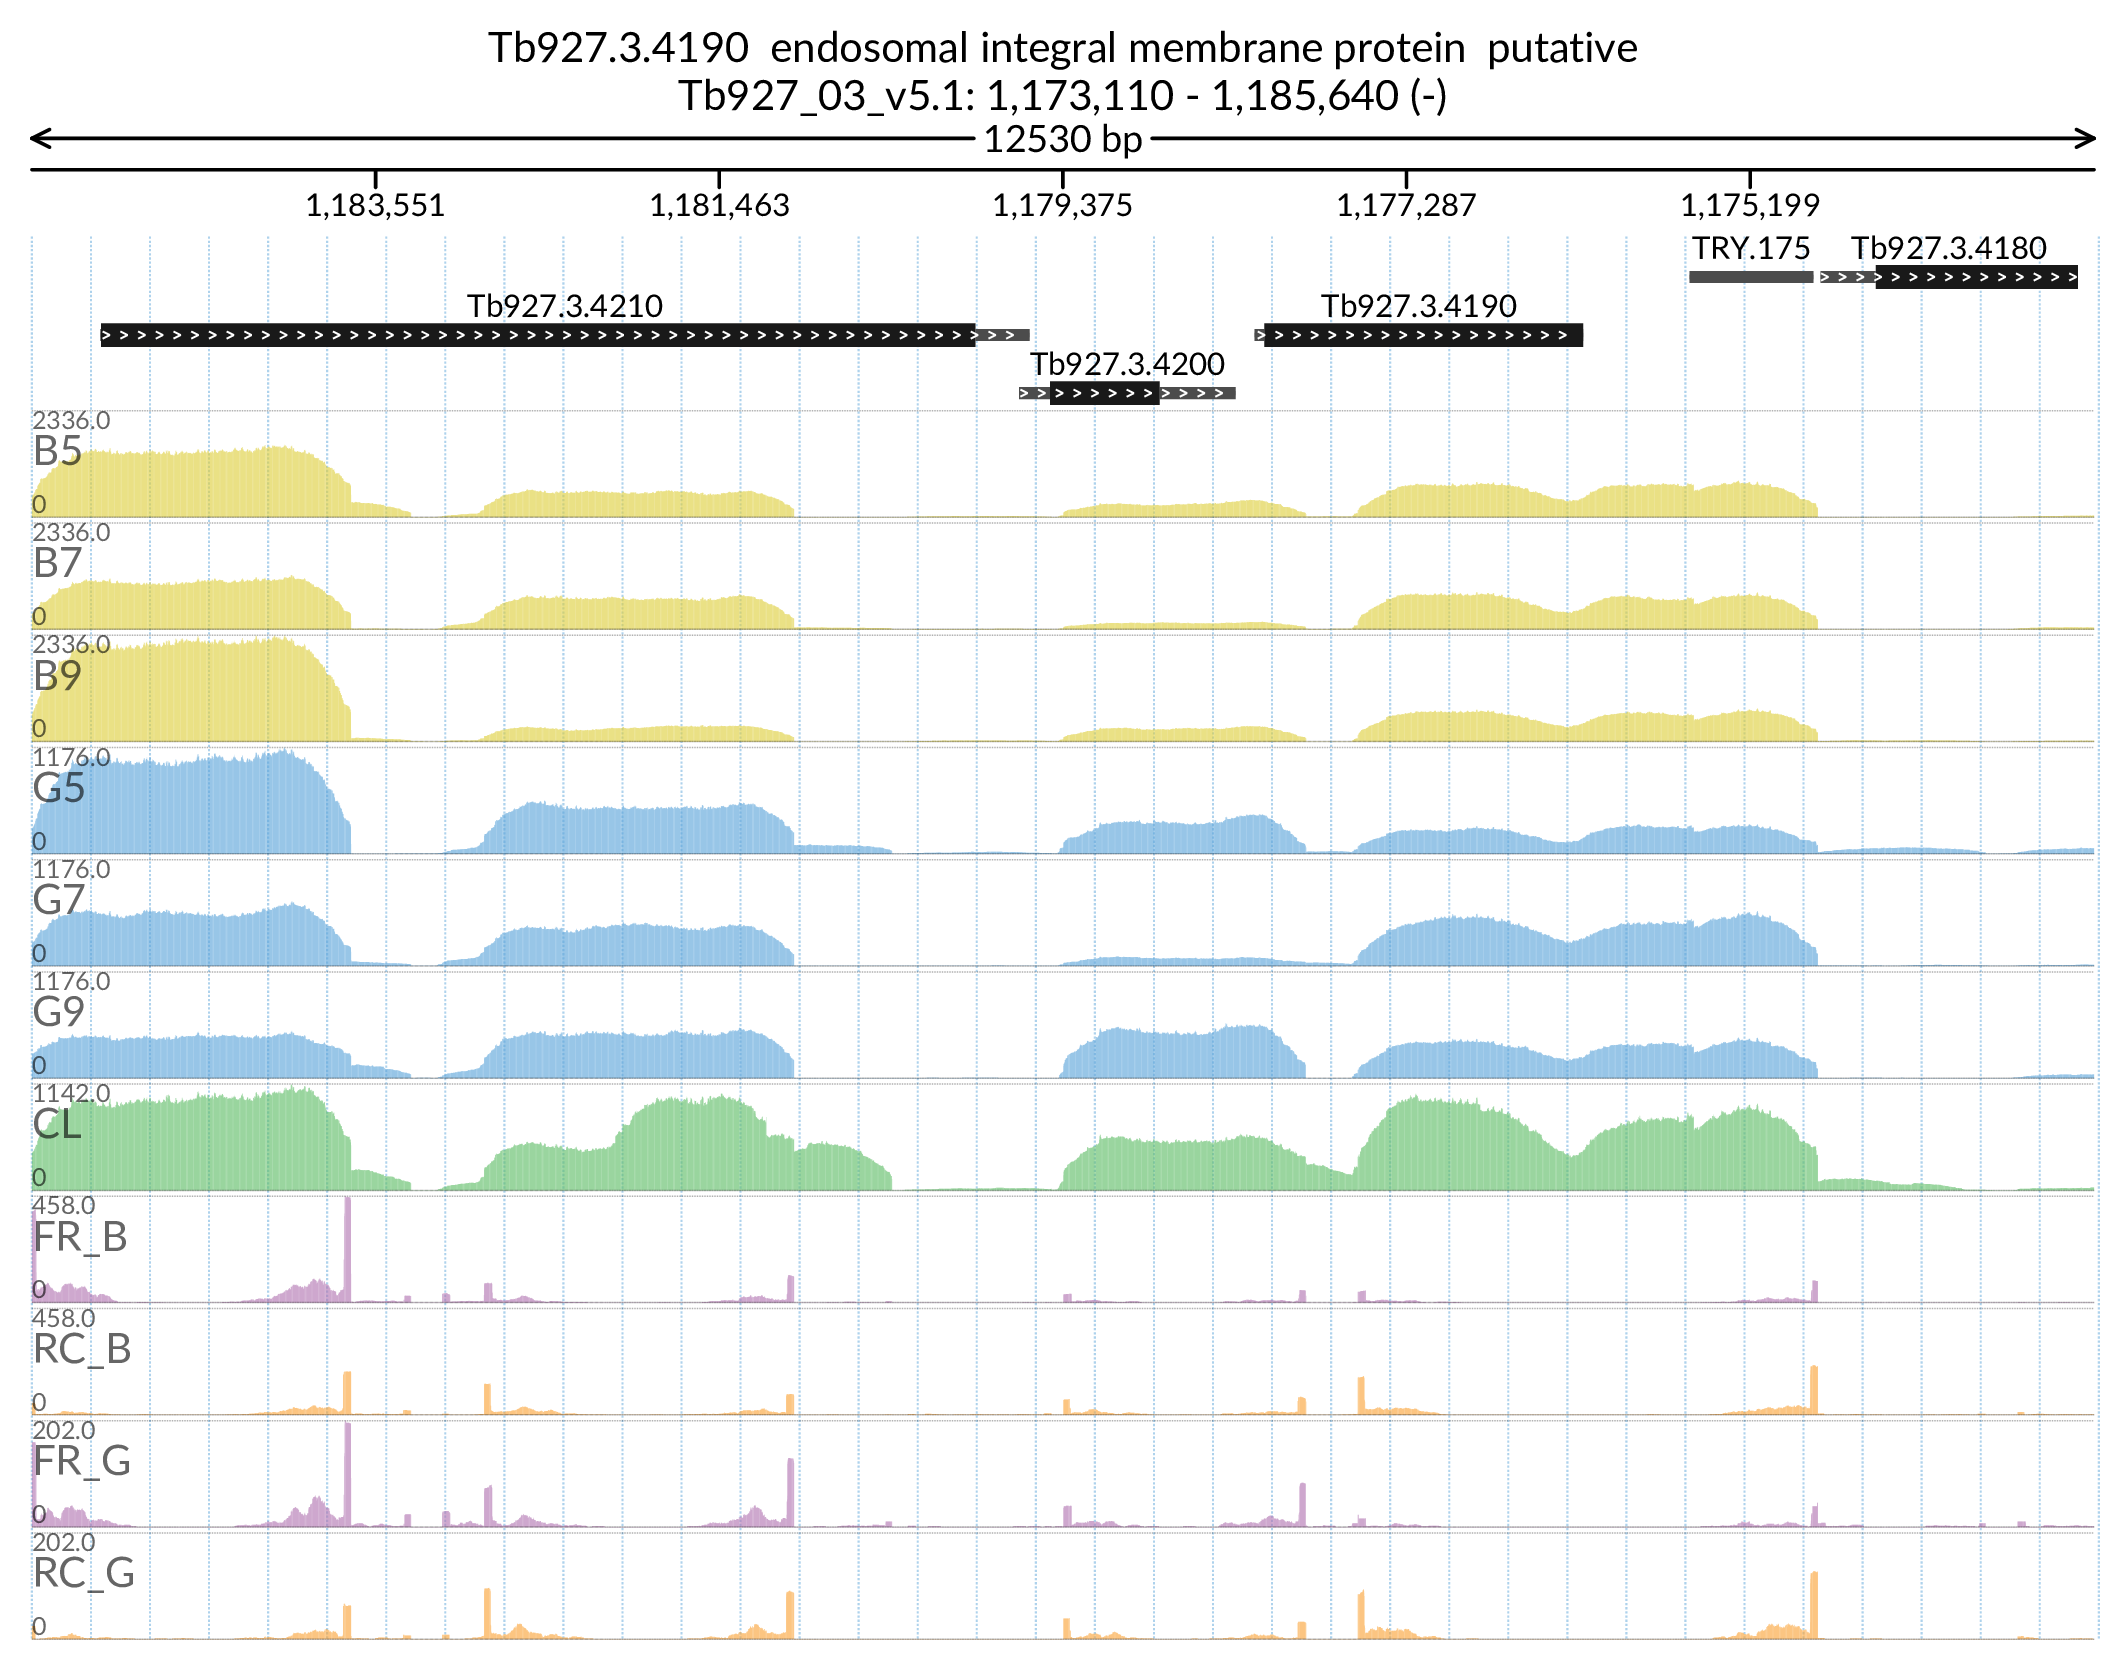 Tb927.3.4190  endosomal integral membrane protein  putative
Tb927_03_v5.1: 1,173,110 - 1,185,640 (-)
12530 bp
1,183,551 1,181,463 1,179,375 1,177,287 1,175,199
TRY.175 Tb927.3.4180
Tb927.3.4210 Tb927.3.4190
Tb927.3.4200
2336.0
B5
0
2336.0
B7
0
2336.0
B9
0
1176.0
G5
0
1176.0
G7
0
1176.0
G9
0
1142.0
CL
0
458.0
FR_B
0
458.0
RC_B
0
202.0
FR_G
0
202.0
RC_G
0